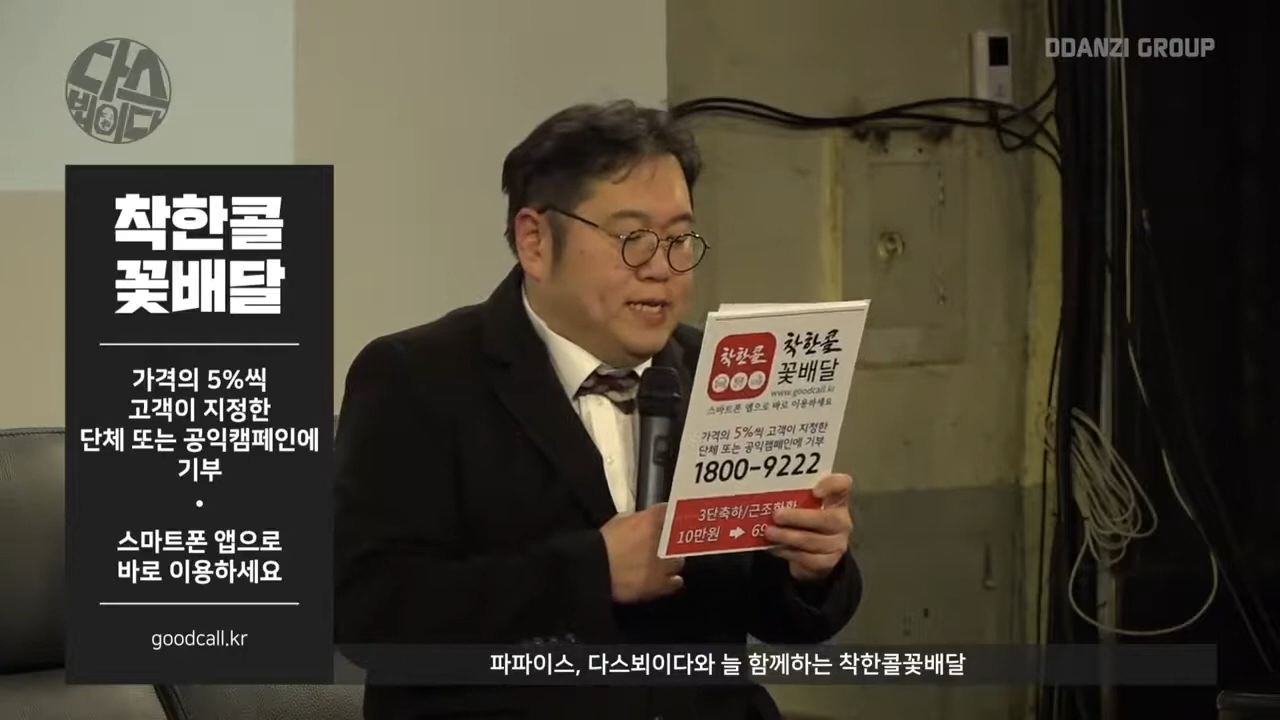 다스
뵈이다
DDANZI GROUP
착한콜
꽃배달
가격의 5%씩
고객이 지정한
단체 또는 공익캠페인에
기부
•
스마트폰 앱으로
바로 이용하세요
goodcall.kr
착한콜
착한콜
꽃배달
www.goodcall.kr
스마트폰 앱으로 바로 이용하세요
가격의 5%씩 고객이 지정한
단체 또는 공익캠페인에 기부
1800-9222
3단축하/근조화환
10만원 ➡ 6
파파이스, 다스뵈이다와 늘 함께하는 착한콜꽃배달